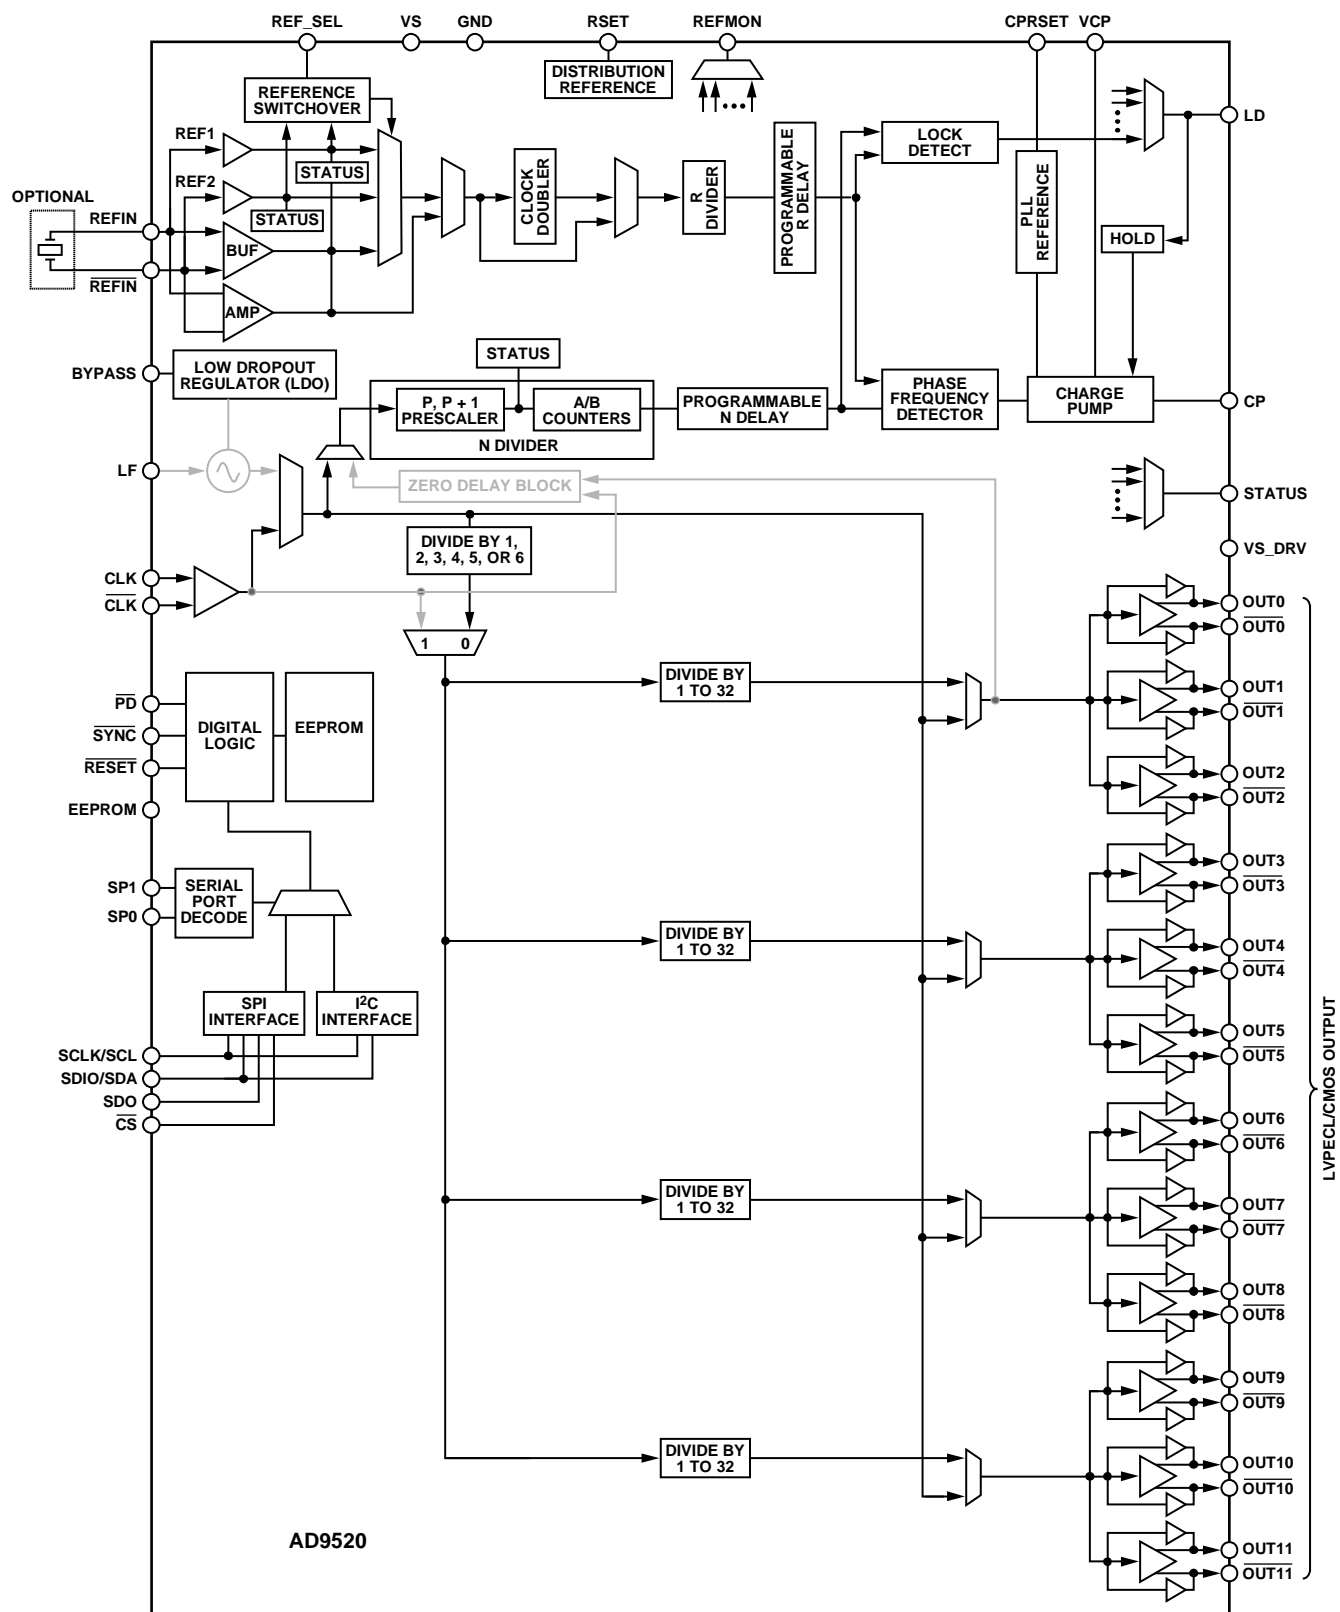 REF_SEL
VS
GND
RSET
REFMON
CPRSET
VCP
DISTRIBUTION
REFERENCE
REFERENCE
SWITCHOVER
REF1
REF2
STATUS
STATUS
OPTIONAL
REFIN
REFIN
BUF
AMP
CLOCK
DOUBLER
R
DIVIDER
PROGRAMMABLE
R DELAY
LOCK
DETECT
PLL
REFERENCE
LD
HOLD
BYPASS
LOW DROPOUT
REGULATOR (LDO)
STATUS
P, P + 1
PRESCALER
A/B
COUNTERS
N DIVIDER
PROGRAMMABLE
N DELAY
PHASE
FREQUENCY
DETECTOR
CHARGE
PUMP
CP
LF
ZERO DELAY BLOCK
STATUS
DIVIDE BY 1,
2, 3, 4, 5, OR 6
VS_DRV
CLK
CLK
1 0
OUT0
OUT0
DIVIDE BY
1 TO 32
OUT1
OUT1
OUT2
OUT2
PD
SYNC
RESET
EEPROM
DIGITAL
LOGIC
EEPROM
SP1
SP0
SERIAL
PORT
DECODE
OUT3
OUT3
DIVIDE BY
1 TO 32
OUT4
OUT4
OUT5
OUT5
SPI
INTERFACE
I2C
INTERFACE
SCLK/SCL
SDIO/SDA
SDO
CS
LVPECL/CMOS OUTPUT
OUT6
OUT6
DIVIDE BY
1 TO 32
OUT7
OUT7
OUT8
OUT8
OUT9
OUT9
DIVIDE BY
1 TO 32
OUT10
OUT10
OUT11
OUT11
AD9520